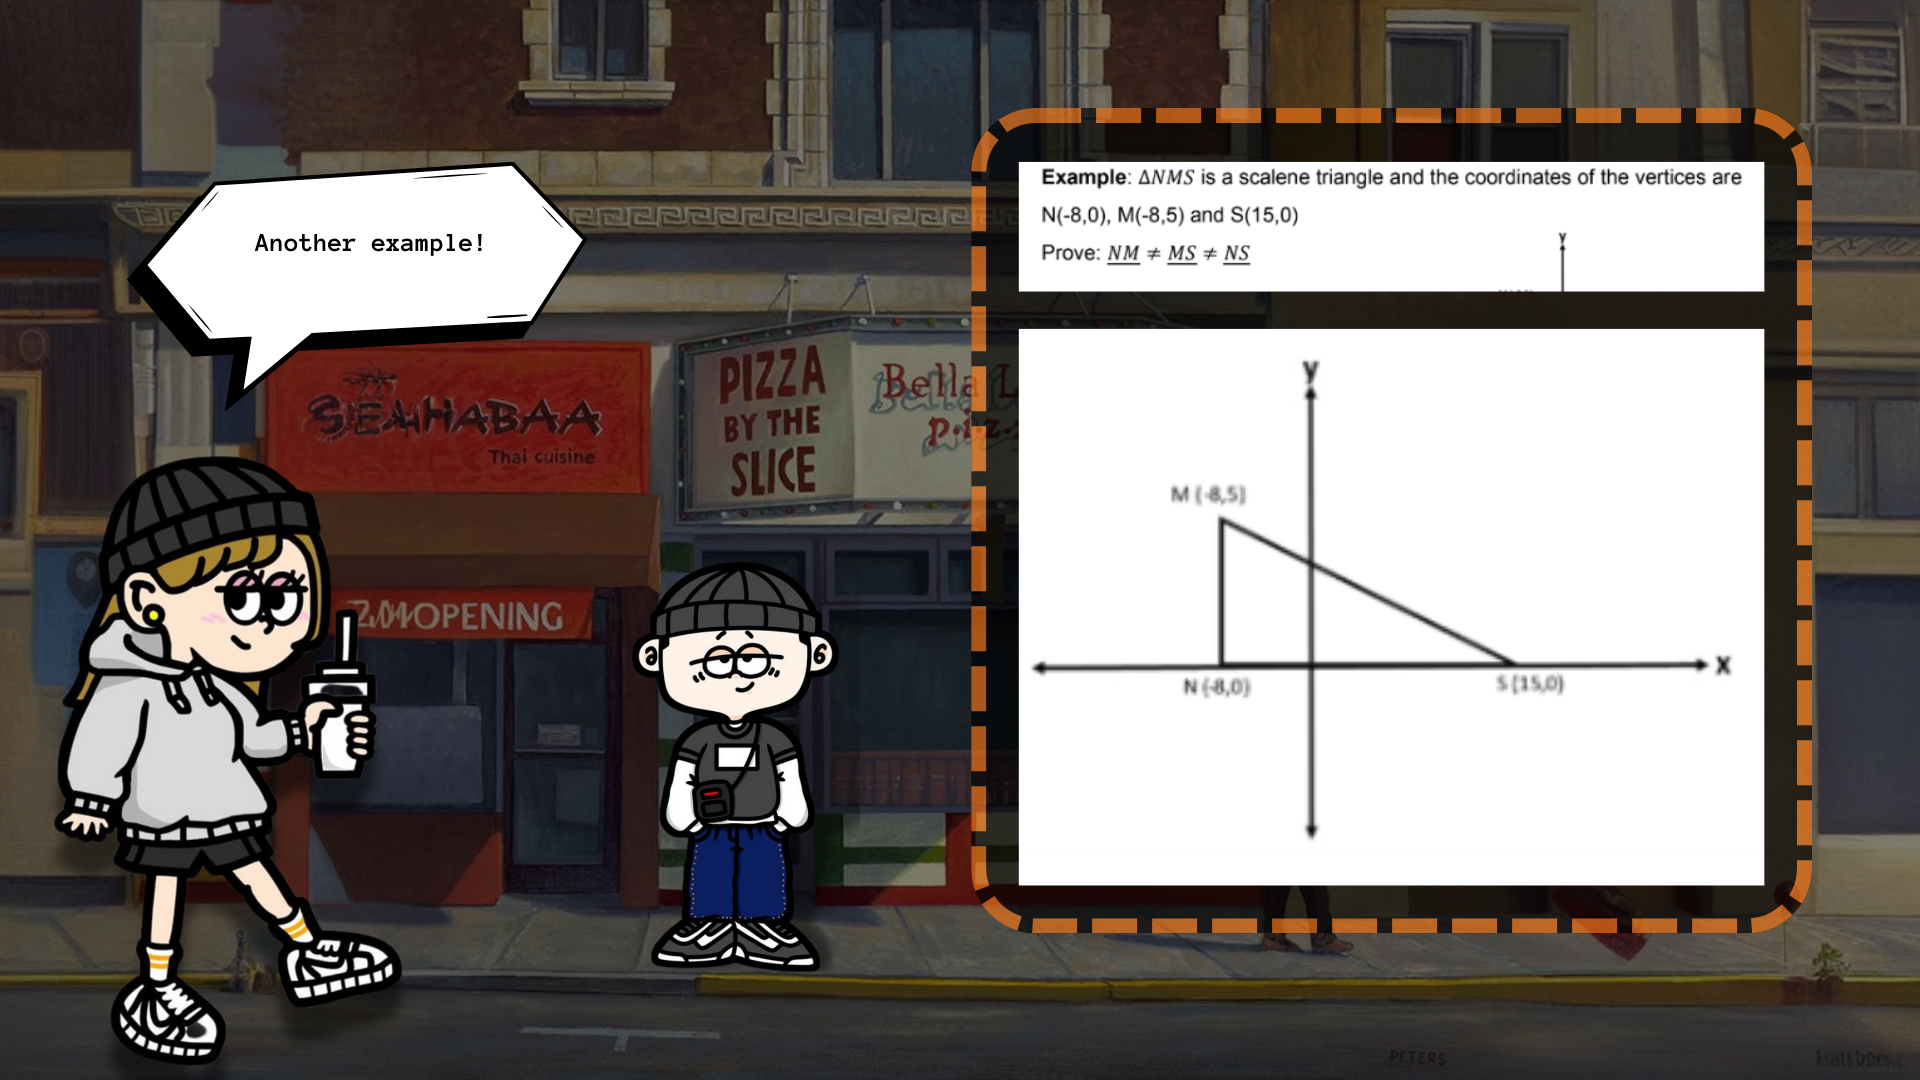 Another example!
Example: ΔNMS is a scalene triangle and the coordinates of the vertices are
N(-8,0), M(-8,5) and S(15,0)
Prove: NM ≠ MS ≠ NS
y
y
M (-8,5)
x
N (-8,0)
S (15,0)
PIZZA
BY THE
SLICE
Bella L
Thai cuisine
OPENING
PETERS